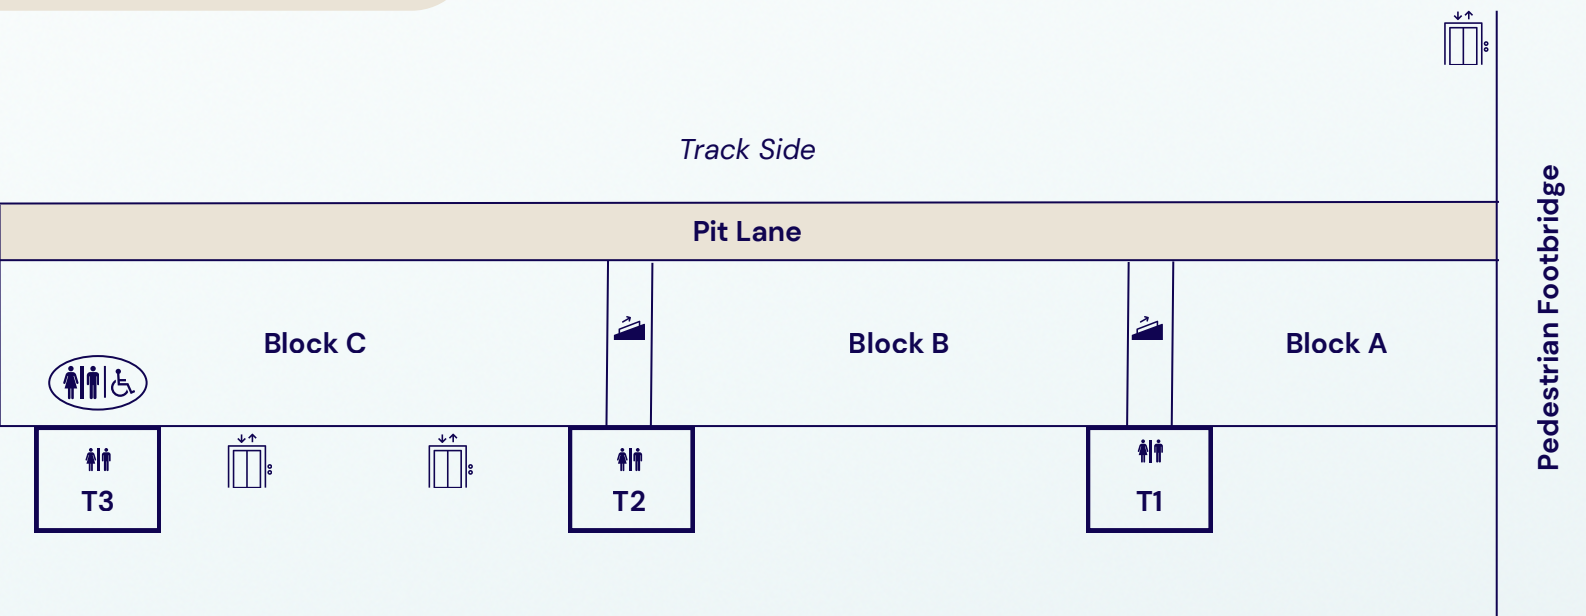 Track Side
Pit Lane
Pedestrian Footbridge
Block C
Block B
Block A
T3
T2
T1